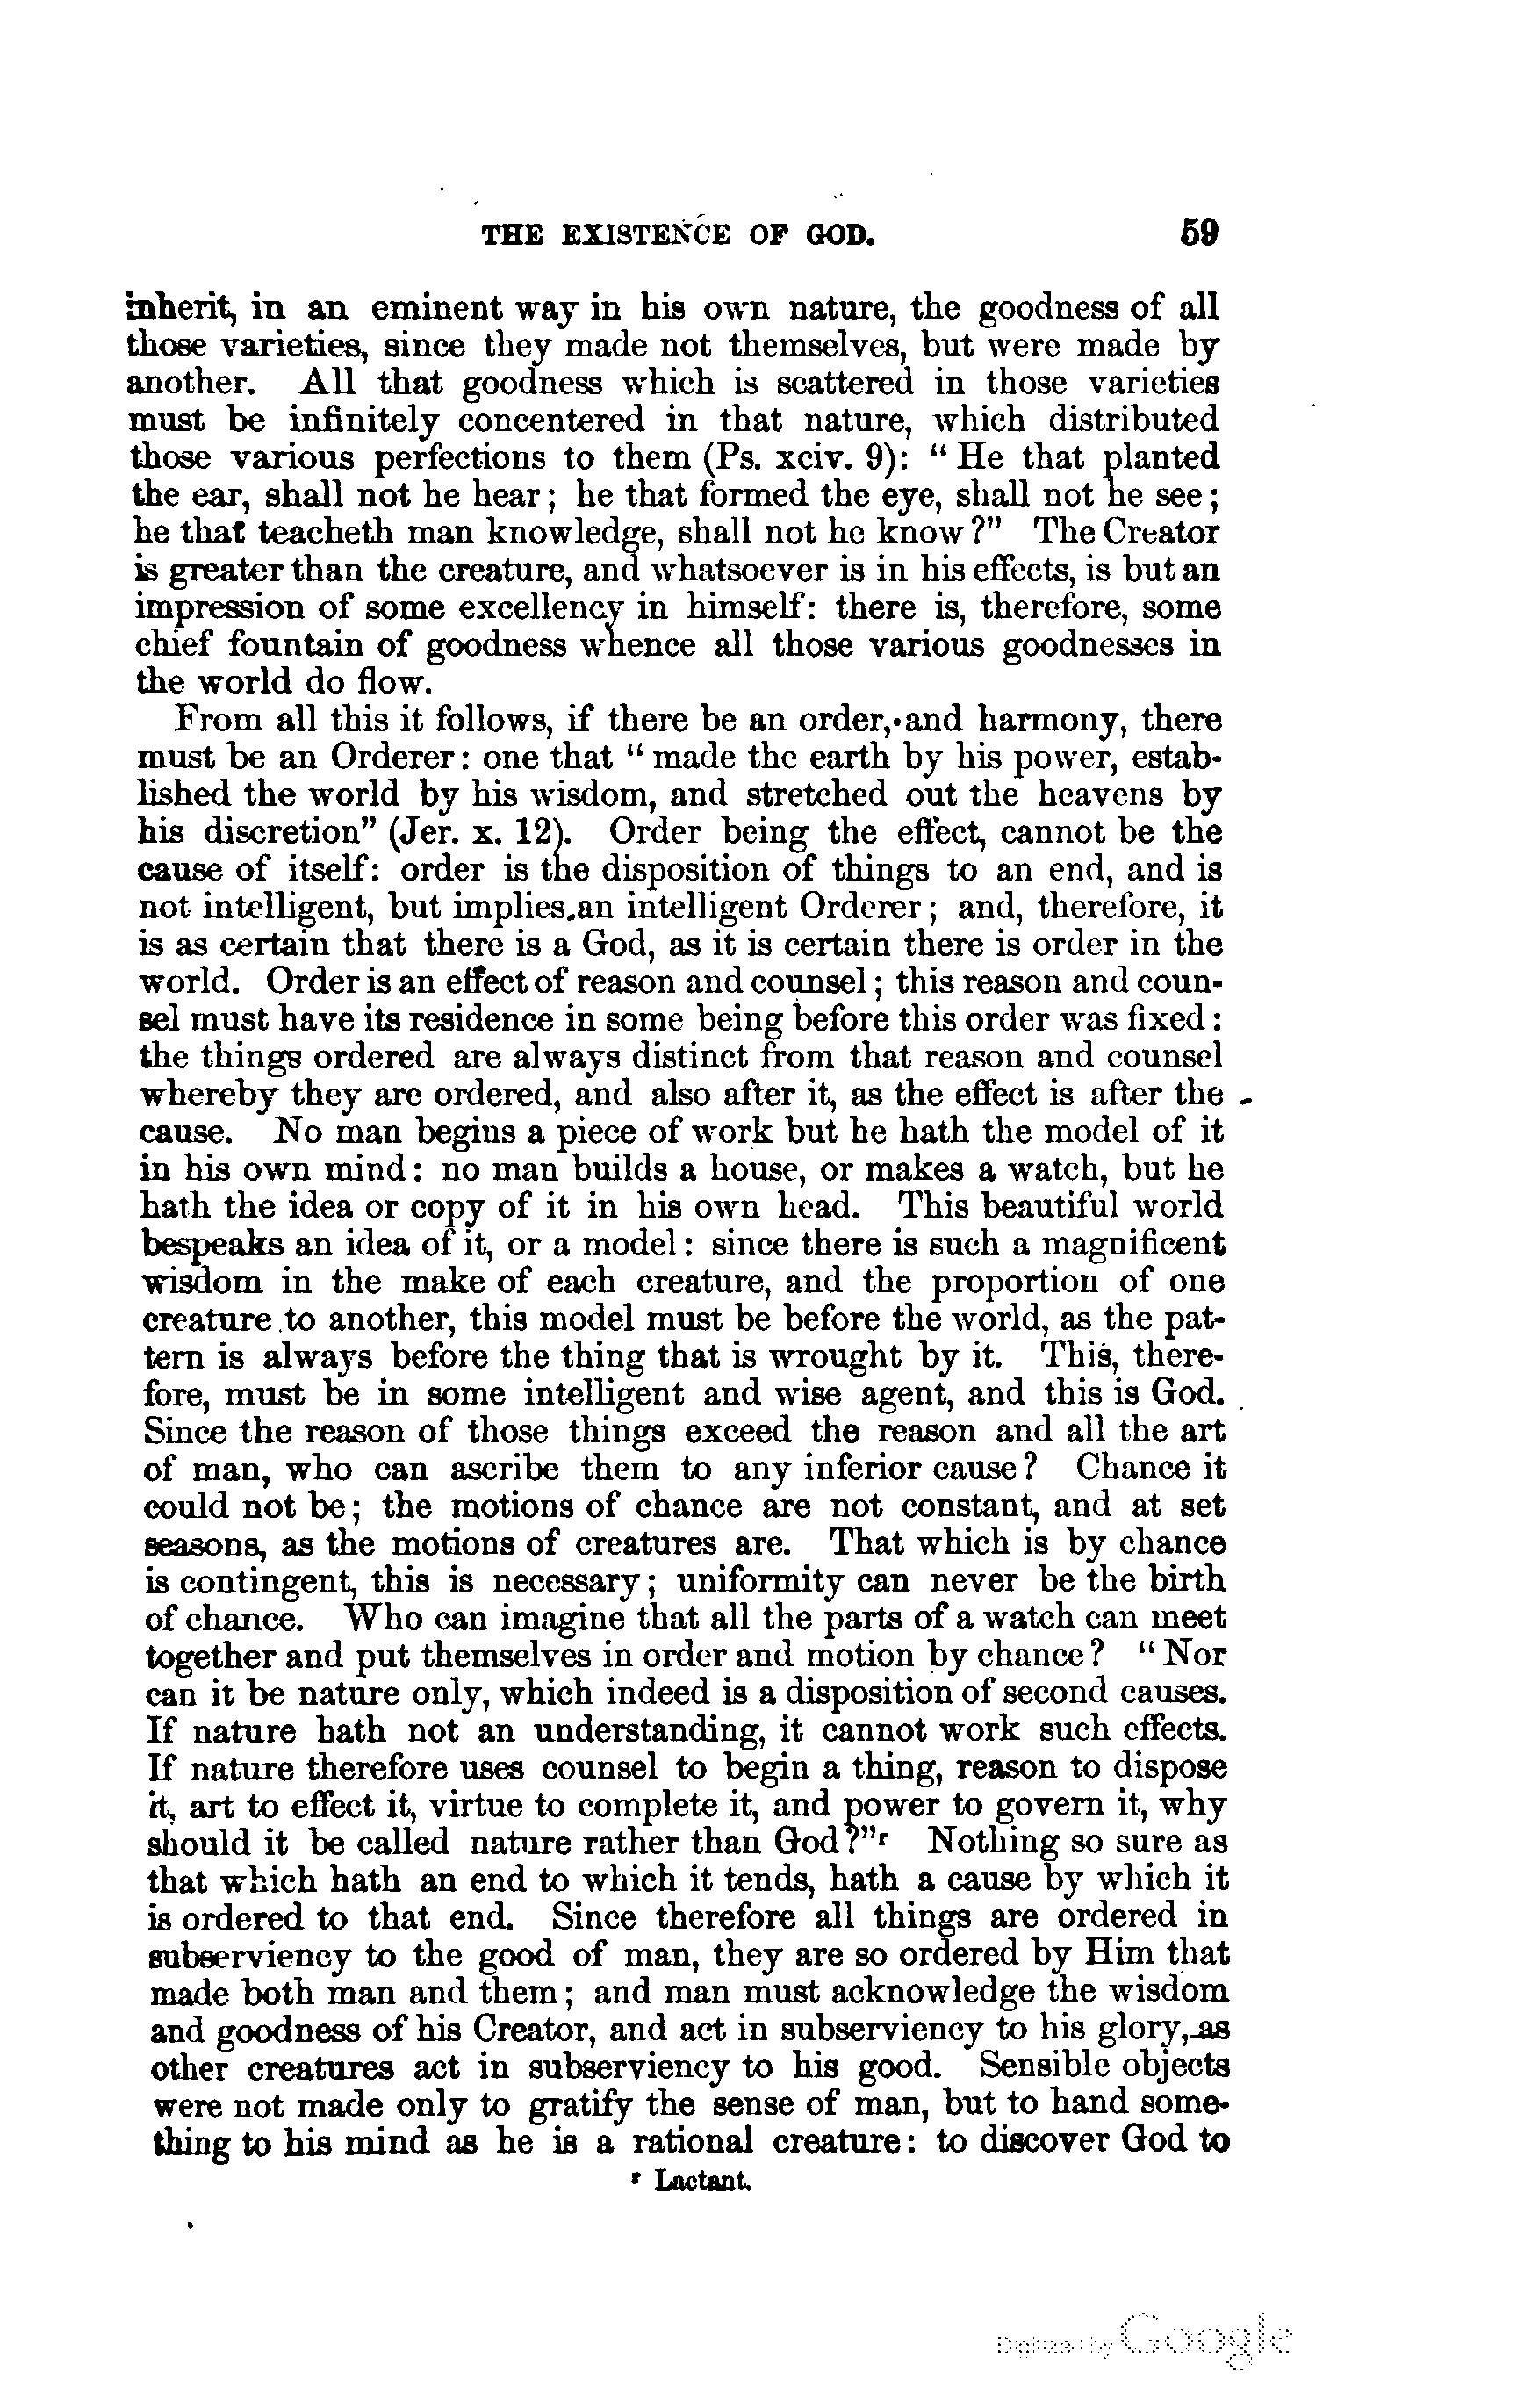 THE EXISTENCE OF GOD. 59
inherit, in an eminent way in his own nature, the goodness of all
those varieties, since they made not themselves, but were made by
another. All that goodness which is scattered in those varieties
must be infinitely concentered in that nature, which distributed
those various perfections to them (Ps. xciv. 9): “ He that planted
the ear, shall not he hear; he that formed the eye, shall not he see;
he that teacheth man knowledge, shall not he know?” The Creator
is greater than the creature, and whatsoever is in his effects, is but an
impression of some excellency in himself: there is, therefore, some
chief fountain of goodness whence all those various goodnesses in
the world do flow.
From all this it follows, if there be an order, and harmony, there
must be an Orderer: one that “ made the earth by his power, estab-
lished the world by his wisdom, and stretched out the heavens by
his discretion” (Jer. x. 12). Order being the effect, cannot be the
cause of itself: order is the disposition of things to an end, and is
not intelligent, but implies an intelligent Orderer; and, therefore, it
is as certain that there is a God, as it is certain there is order in the
world. Order is an effect of reason and counsel; this reason and coun-
sel must have its residence in some being before this order was fixed:
the things ordered are always distinct from that reason and counsel
whereby they are ordered, and also after it, as the effect is after the
cause. No man begins a piece of work but he hath the model of it
in his own mind: no man builds a house, or makes a watch, but he
hath the idea or copy of it in his own head. This beautiful world
bespeaks an idea of it, or a model: since there is such a magnificent
wisdom in the make of each creature, and the proportion of one
creature to another, this model must be before the world, as the pat-
tern is always before the thing that is wrought by it. This, there-
fore, must be in some intelligent and wise agent, and this is God.
Since the reason of those things exceed the reason and all the art
of man, who can ascribe them to any inferior cause? Chance it
could not be; the motions of chance are not constant, and at set
seasons, as the motions of creatures are. That which is by chance
is contingent, this is necessary; uniformity can never be the birth
of chance. Who can imagine that all the parts of a watch can meet
together and put themselves in order and motion by chance? “ Nor
can it be nature only, which indeed is a disposition of second causes.
If nature hath not an understanding, it cannot work such effects.
If nature therefore uses counsel to begin a thing, reason to dispose
it, art to effect it, virtue to complete it, and power to govern it, why
should it be called nature rather than God?”r Nothing so sure as
that which hath an end to which it tends, hath a cause by which it
is ordered to that end. Since therefore all things are ordered in
subserviency to the good of man, they are so ordered by Him that
made both man and them; and man must acknowledge the wisdom
and goodness of his Creator, and act in subserviency to his glory, as
other creatures act in subserviency to his good. Sensible objects
were not made only to gratify the sense of man, but to hand some-
thing to his mind as he is a rational creature: to discover God to
r Lactant.
Digitized by Google